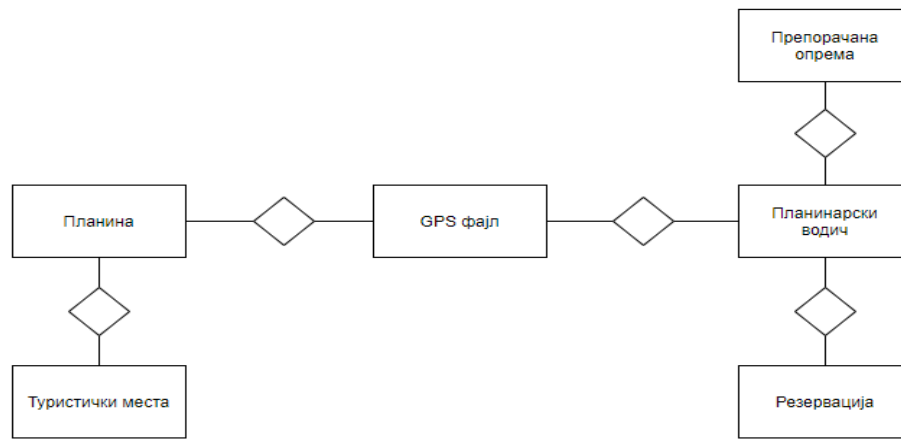 Препорачана
опрема
Планина
GPS фајл
Планинарски
водич
Туристички места
Резервација